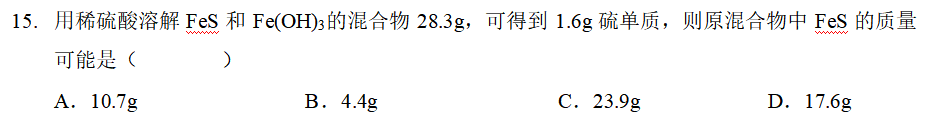 15. 用稀硫酸溶解 FeS 和 Fe(OH)₃的混合物 28.3g，可得到 1.6g 硫单质，则原混合物中 FeS 的质量
可能是（ ）
A．10.7g B．4.4g C．23.9g D．17.6g